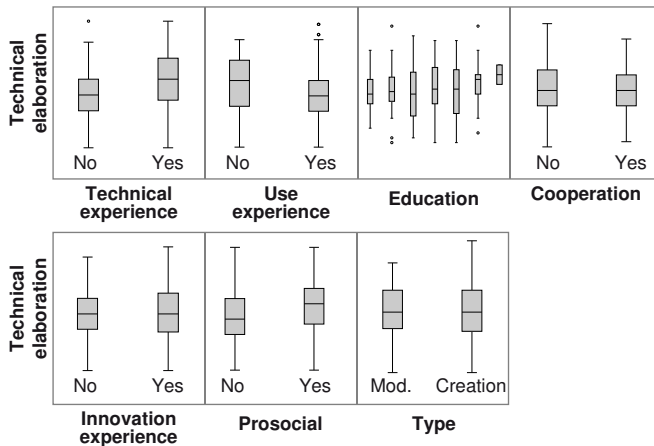 Technical
elaboration
No Yes
No Yes
No Yes
Technical
experience
Use
experience
Education
Cooperation
Technical
elaboration
No Yes
No Yes
Mod. Creation
Innovation
experience
Prosocial
Type